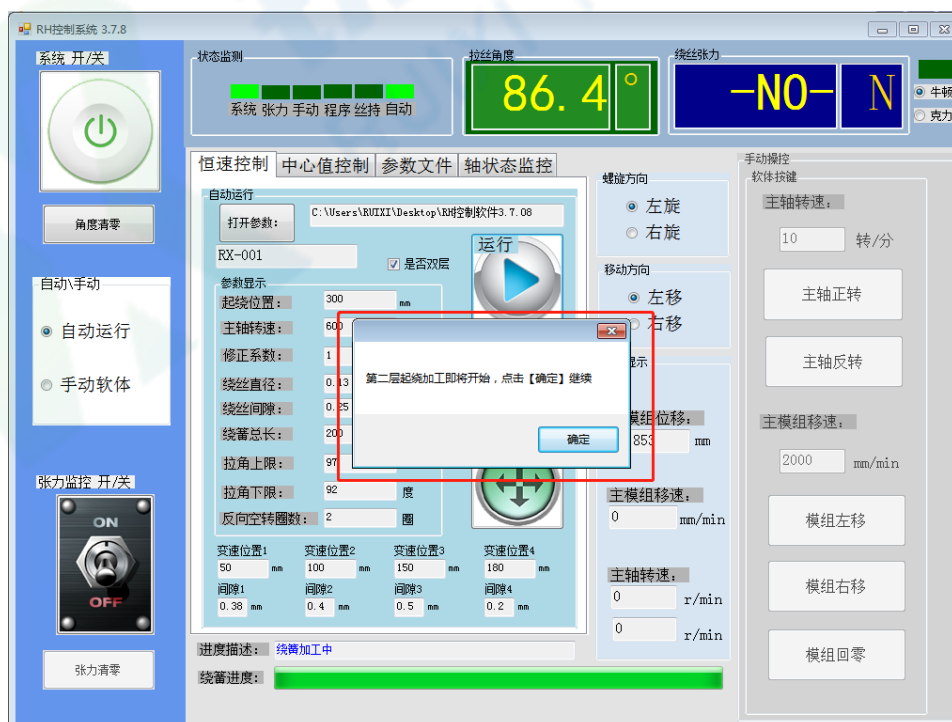 RH控制系统 3.7.8
系统 开/关
状态监测
系统 张力 手动 程序 丝持 自动
拉丝角度
86.4 °
绕丝张力
-NO- N
牛顿
克力
角度清零
自动\手动
自动运行
手动软体
张力监控 开/关
ON
OFF
张力清零
恒速控制 中心值控制 参数文件 轴状态监控
自动运行
打开参数: C:\Users\RUIXI\Desktop\RH控制软件3.7.08
RX-001
是否双层
运行
参数显示
起绕位置: 300 mm
主轴转速: 600
修正系数: 1
绕丝直径: 0.13
绕丝间隙: 0.25
绕簧总长: 200
拉角上限: 97
拉角下限: 92 度
反向空转圈数: 2 圈
变速位置1 变速位置2 变速位置3 变速位置4
50 mm 100 mm 150 mm 180 mm
间隙1 间隙2 间隙3 间隙4
0.38 mm 0.4 mm 0.5 mm 0.2 mm
第二层起绕加工即将开始，点击【确定】继续
确定
螺旋方向
左旋
右旋
移动方向
左移
右移
显示
模组位移:
853 mm
主模组移速:
0 mm/min
主轴转速:
0 r/min
0 r/min
进度描述: 绕簧加工中
绕簧进度:
手动操控
软体按键
主轴转速:
10 转/分
主轴正转
主轴反转
主模组移速:
2000 mm/min
模组左移
模组右移
模组回零